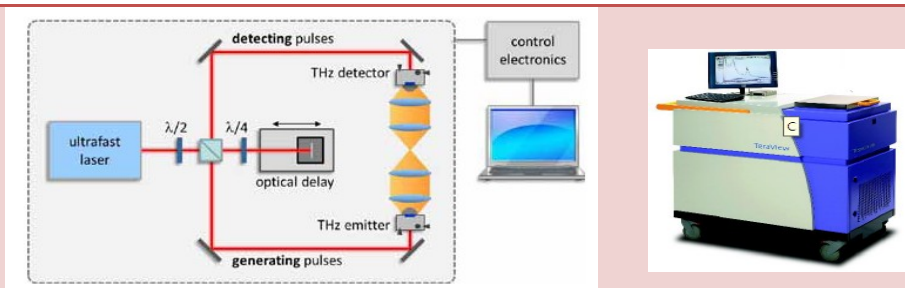 detecting pulses
control
electronics
THz detector
λ/2
λ/4
ultrafast
laser
optical delay
THz emitter
generating pulses
C
TeraView